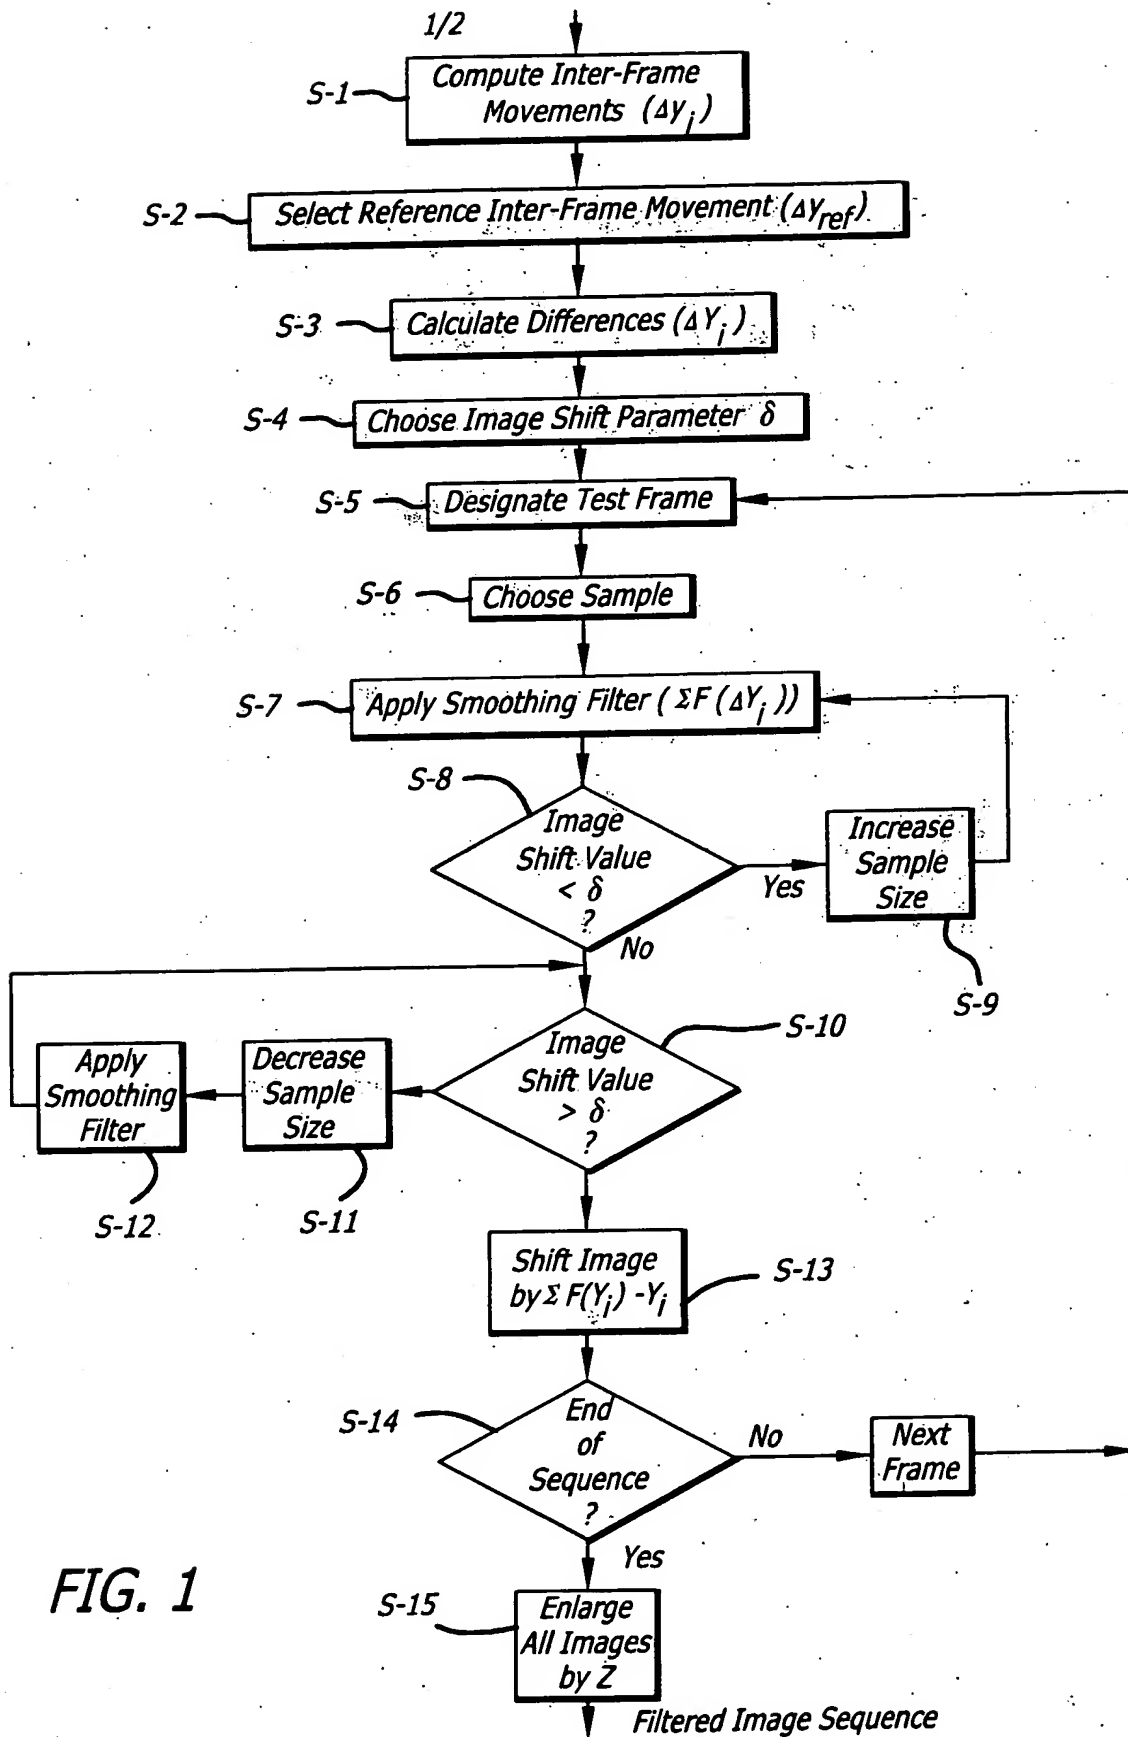 1/2
S-1
Compute Inter-Frame
Movements (Δy_i)
S-2
Select Reference Inter-Frame Movement (Δy_ref)
S-3
Calculate Differences (ΔY_i)
S-4
Choose Image Shift Parameter δ
S-5
Designate Test Frame
S-6
Choose Sample
S-7
Apply Smoothing Filter (ΣF(ΔY_i))
S-8
Image
Shift Value
< δ
?
Yes
No
Increase
Sample
Size
S-9
S-10
Image
Shift Value
> δ
?
Decrease
Sample
Size
S-11
Apply
Smoothing
Filter
S-12
Shift Image
by Σ F(Y_i) -Y_i
S-13
S-14
End
of
Sequence
?
No
Next
Frame
Yes
S-15
Enlarge
All Images
by Z
Filtered Image Sequence
FIG. 1